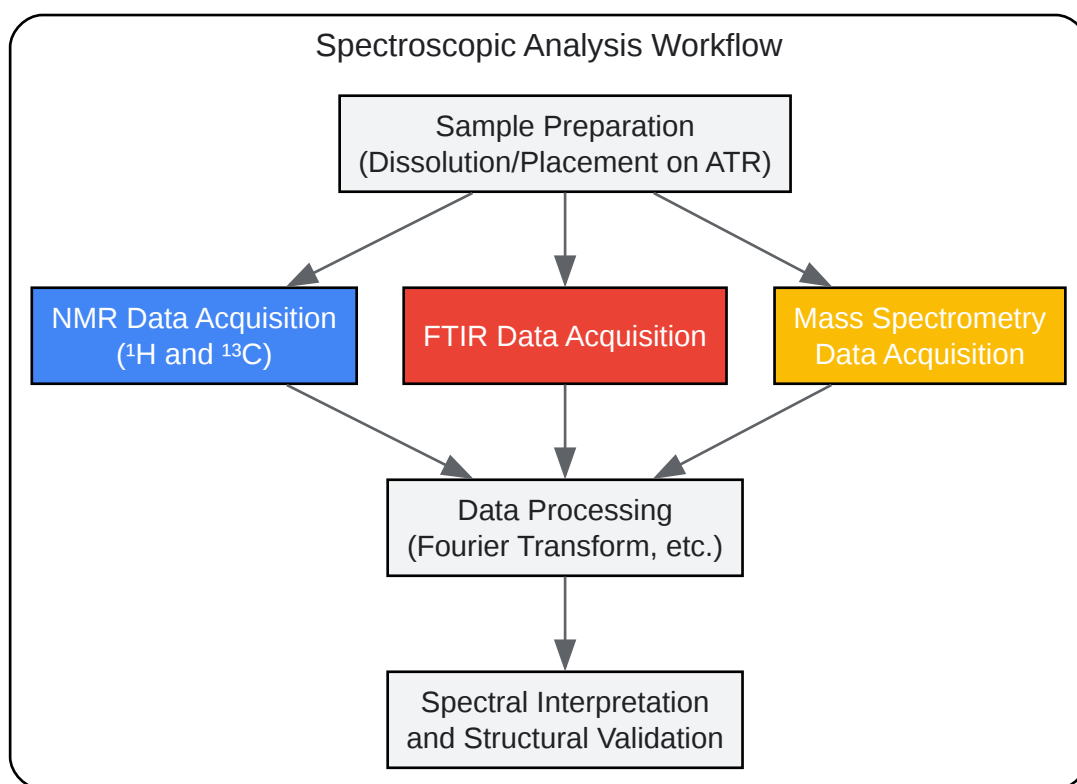 Spectroscopic Analysis Workflow
Sample Preparation
(Dissolution/Placement on ATR)
NMR Data Acquisition
(¹H and ¹³C)
FTIR Data Acquisition
Mass Spectrometry
Data Acquisition
Data Processing
(Fourier Transform, etc.)
Spectral Interpretation
and Structural Validation